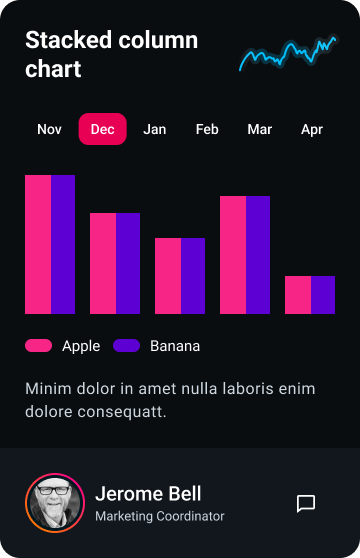 Stacked column
chart
Nov Dec Jan Feb Mar Apr
Apple Banana
Minim dolor in amet nulla laboris enim
dolore consequatt.
Jerome Bell
Marketing Coordinator